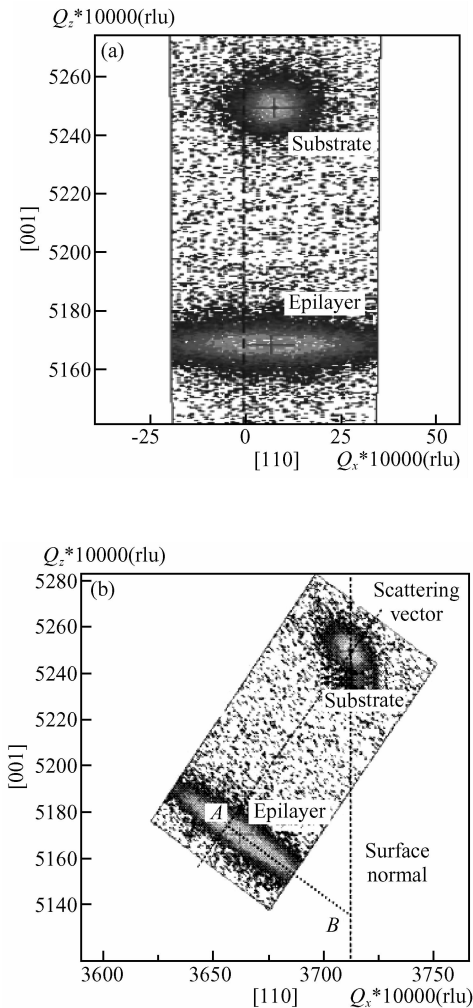 Qz*10000(rlu)
(a)
5260
5240
5220
5200
5180
5160
[001]
Substrate
Epilayer
-25 0 25 50
[110] Qx*10000(rlu)
Qz*10000(rlu)
(b)
5280
5260
5240
5220
5200
5180
5160
5140
[001]
Scattering
vector
Substrate
A Epilayer
Surface
normal
B
3600 3650 3700 3750
[110] Qx*10000(rlu)